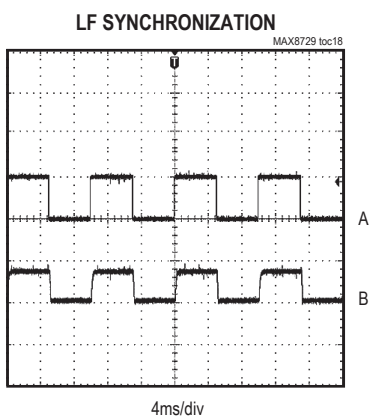 LF SYNCHRONIZATION
MAX8729 toc18
T
A
B
4ms/div